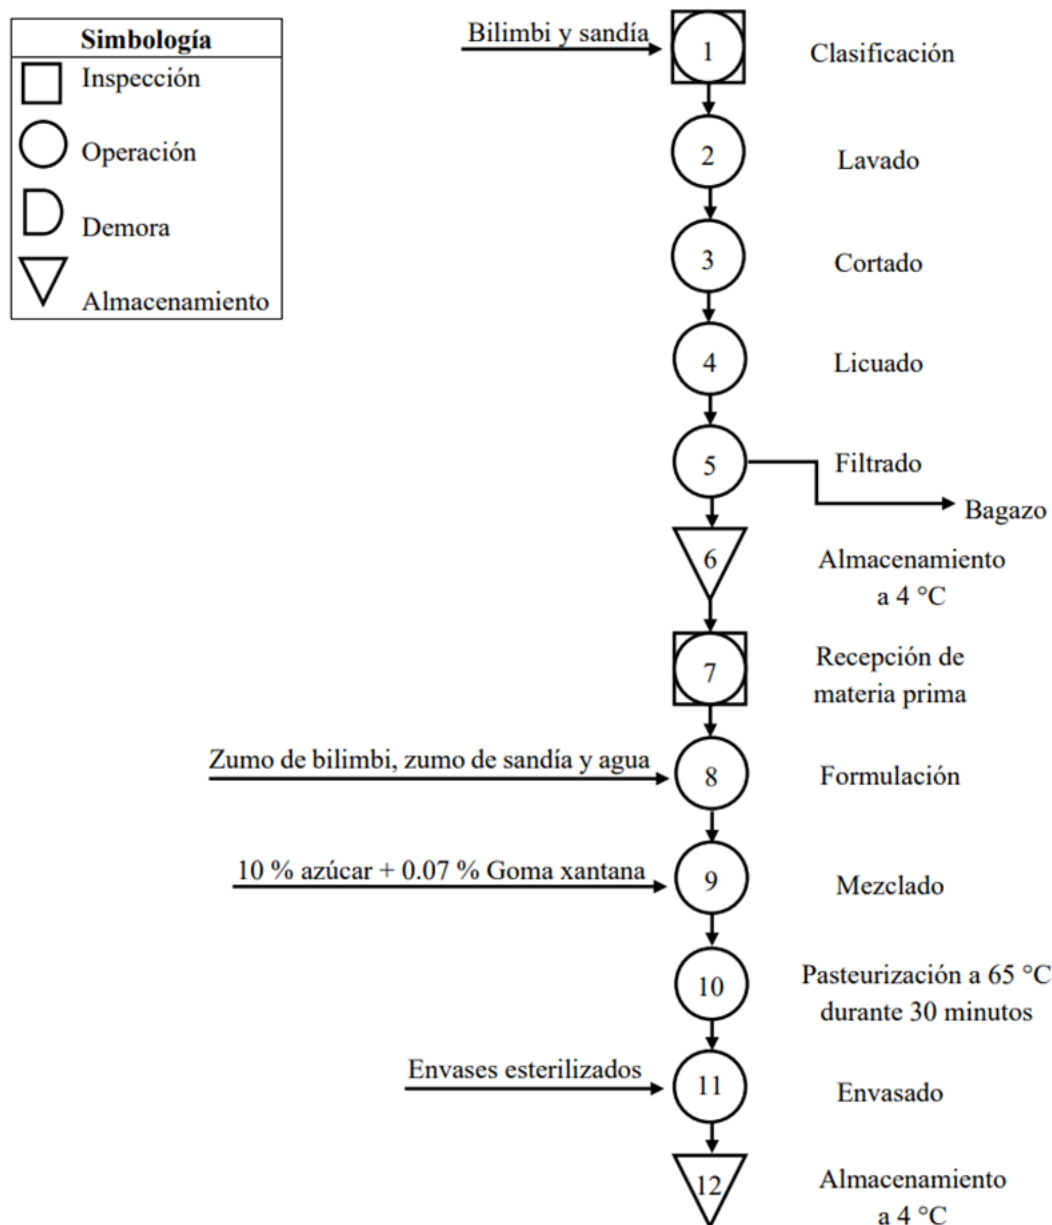 Simbología
Inspección
Operación
Demora
Almacenamiento
Bilimbi y sandía
1
Clasificación
2
Lavado
3
Cortado
4
Licuado
5
Filtrado
Bagazo
6
Almacenamiento
a 4 °C
7
Recepción de
materia prima
Zumo de bilimbi, zumo de sandía y agua
8
Formulación
10 % azúcar + 0.07 % Goma xantana
9
Mezclado
10
Pasteurización a 65 °C
durante 30 minutos
Envases esterilizados
11
Envasado
12
Almacenamiento
a 4 °C